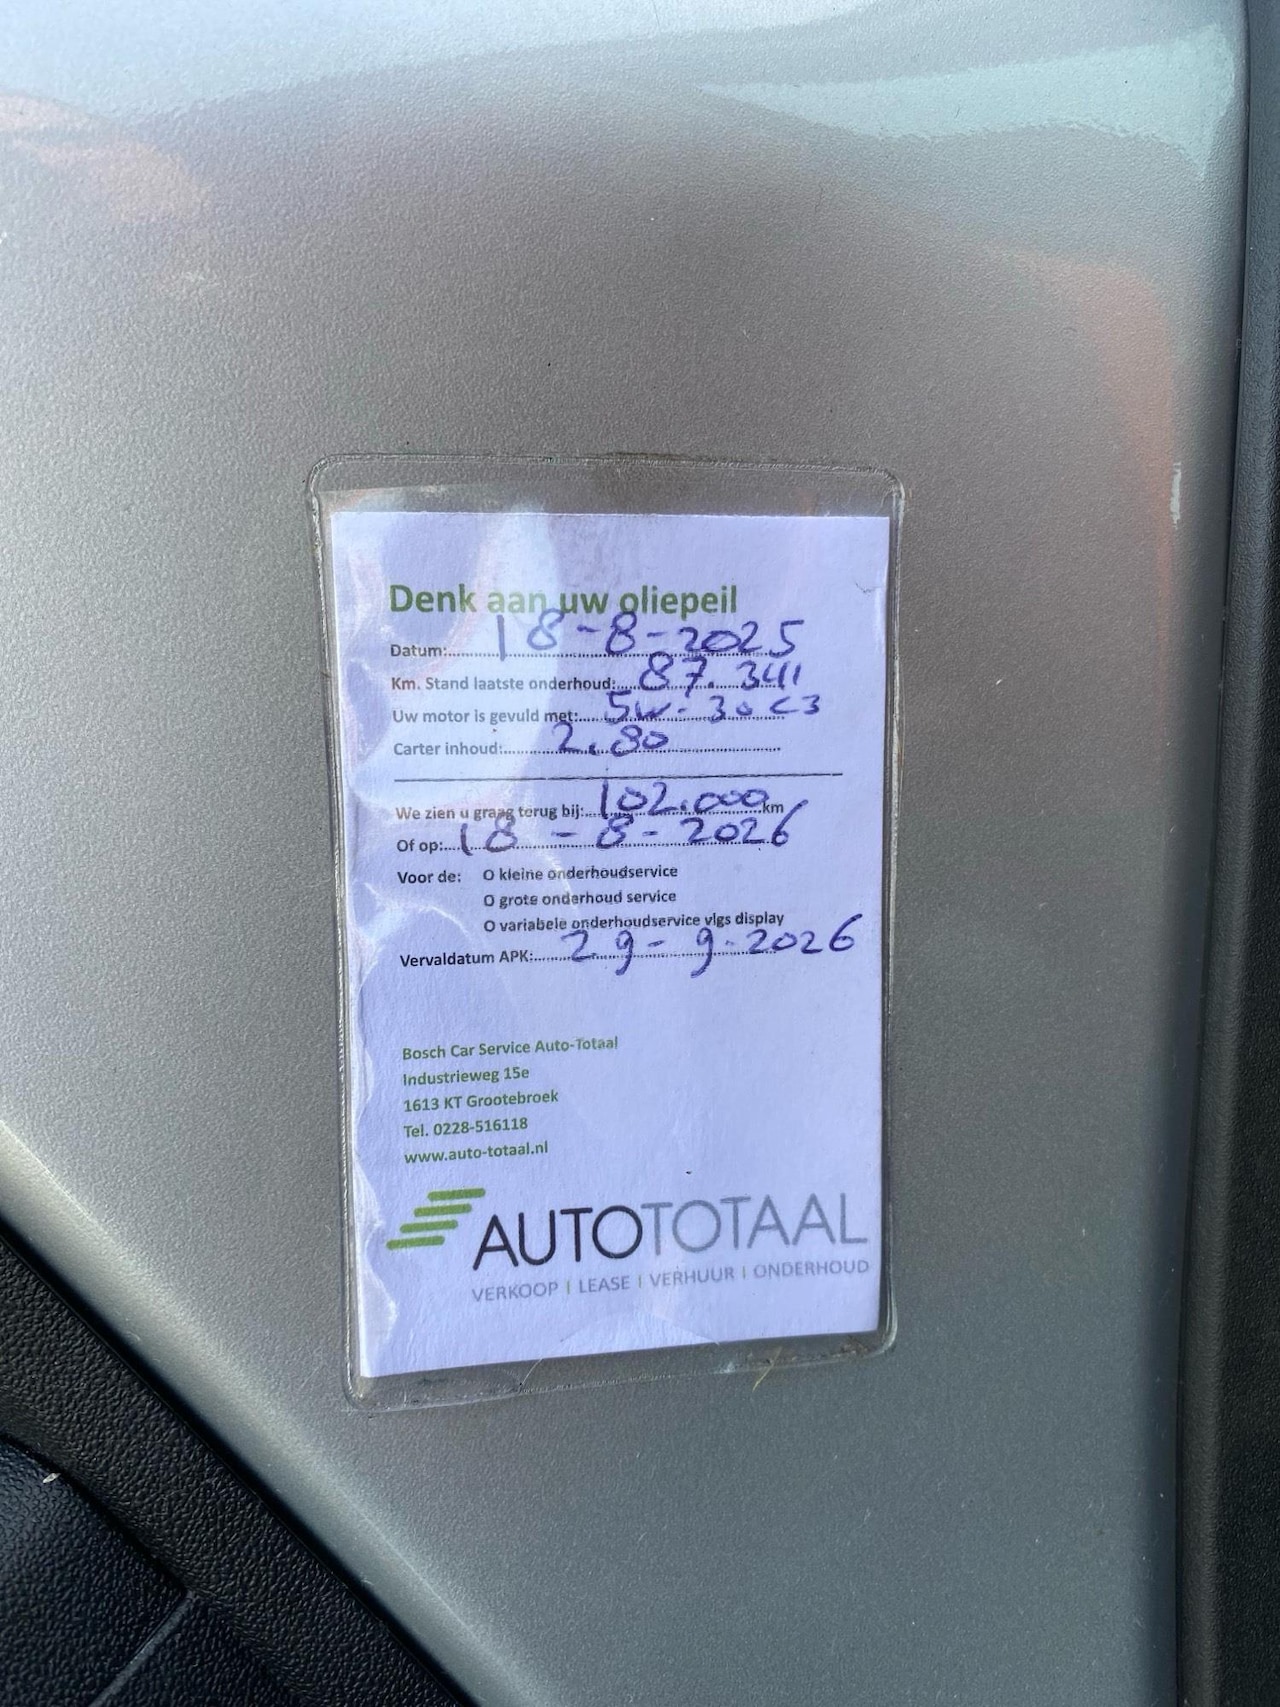 Denk aan uw oliepeil
Datum: 18-8-2025
Km. Stand laatste onderhoud: 87.341
Uw motor is gevuld met: 5W-30 C3
Carter inhoud: 2.80
We zien u graag terug bij: 102.000 km
Of op: 18-8-2026
Voor de: O kleine onderhoudservice
O grote onderhoud service
O variabele onderhoudservice vlgs display
Vervaldatum APK: 29-9-2026
Bosch Car Service Auto-Totaal
Industrieweg 15e
1613 KT Grootebroek
Tel. 0228-516118
www.auto-totaal.nl
AUTOTOTAAL
VERKOOP | LEASE | VERHUUR | ONDERHOUD